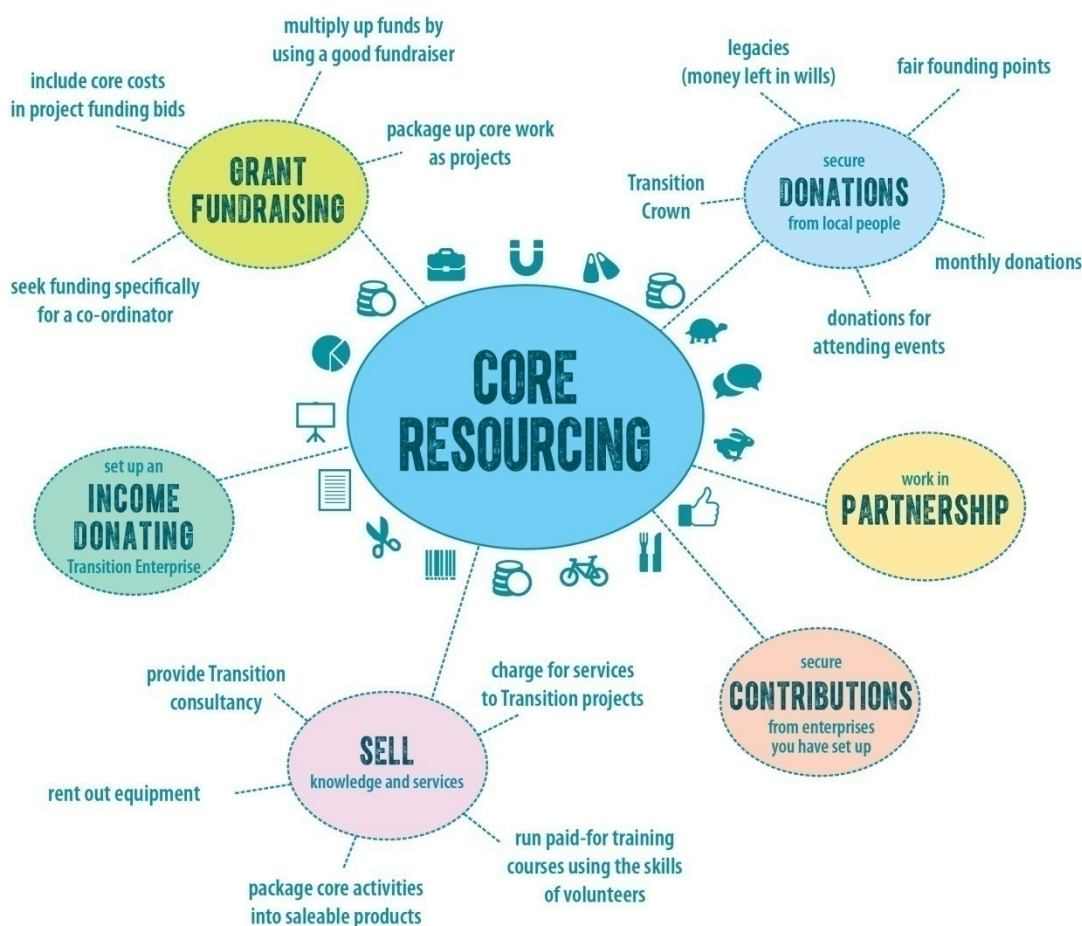 multiply up funds by
using a good fundraiser
include core costs
in project funding bids
package up core work
as projects
GRANT
FUNDRAISING
seek funding specifically
for a co-ordinator
legacies
(money left in wills)
fair founding points
secure
DONATIONS
from local people
Transition
Crown
monthly donations
donations for
attending events
CORE
RESOURCING
set up an
INCOME
DONATING
Transition Enterprise
work in
PARTNERSHIP
secure
CONTRIBUTIONS
from enterprises
you have set up
provide Transition
consultancy
charge for services
to Transition projects
SELL
knowledge and services
rent out equipment
run paid-for training
courses using the skills
of volunteers
package core activities
into saleable products